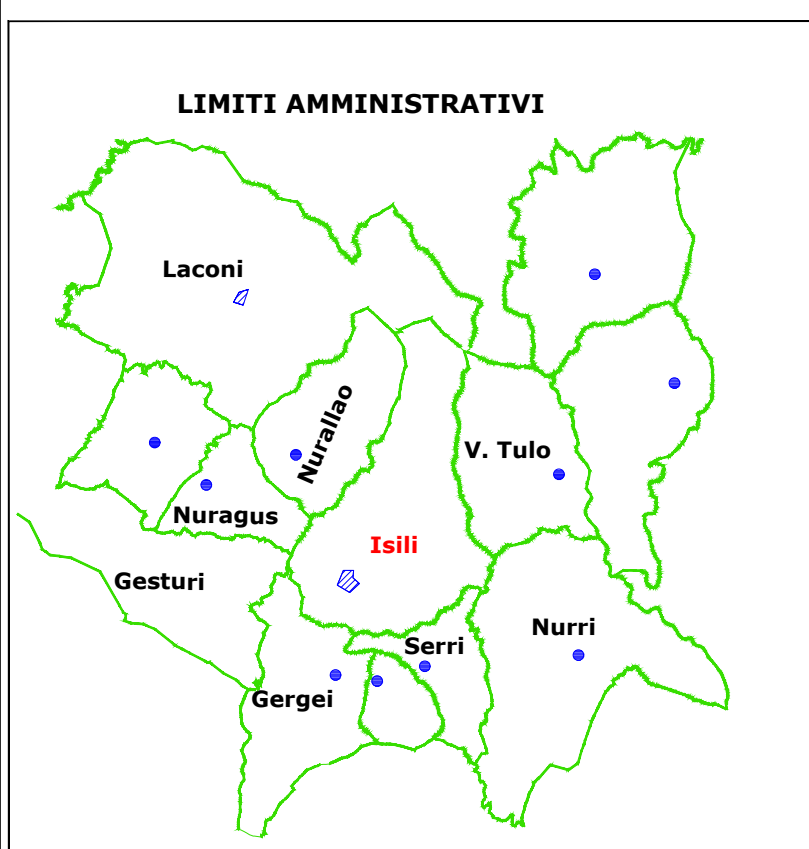 LIMITI AMMINISTRATIVI
Laconi
Nurallao
V. Tulo
Nuragus
Isili
Gesturi
Nurri
Serri
Gergei